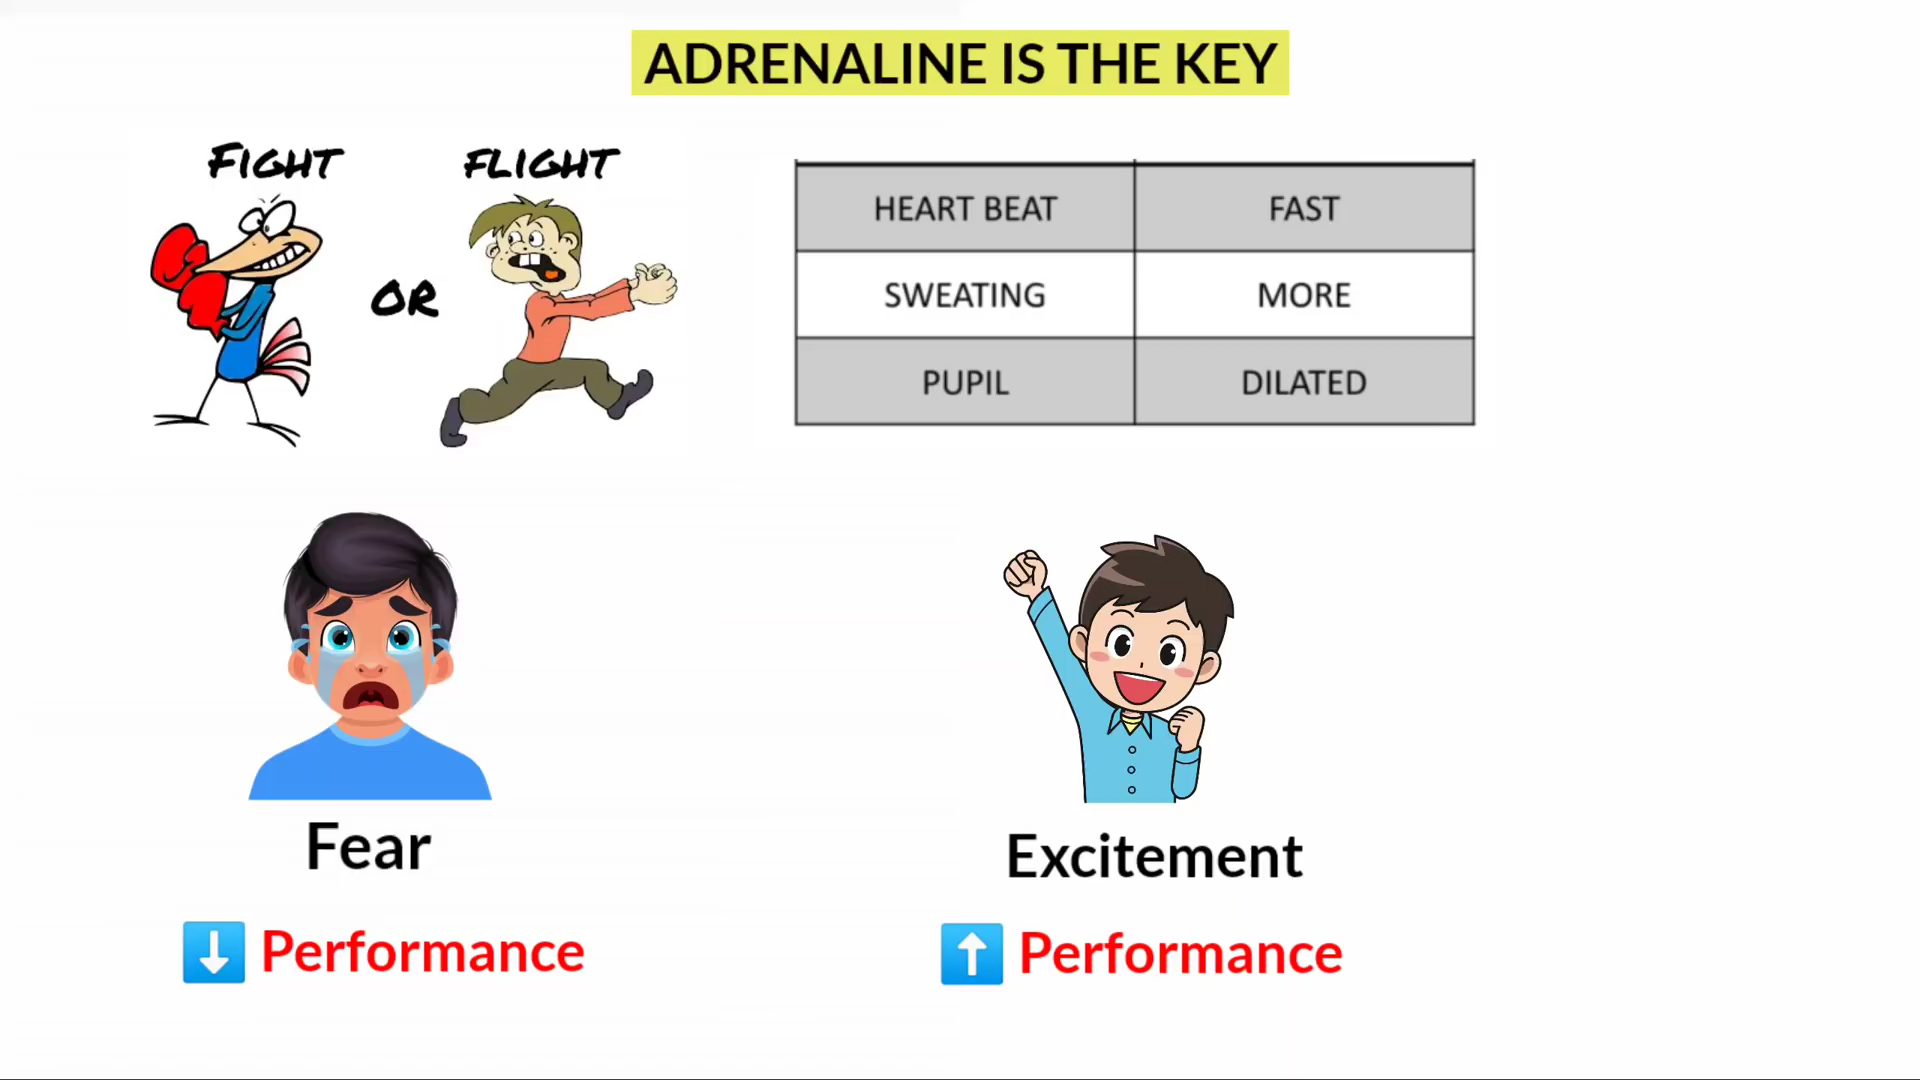 ADRENALINE IS THE KEY
FIGHT
OR
FLIGHT
HEART BEAT FAST
SWEATING MORE
PUPIL DILATED
Fear
Performance
Excitement
Performance